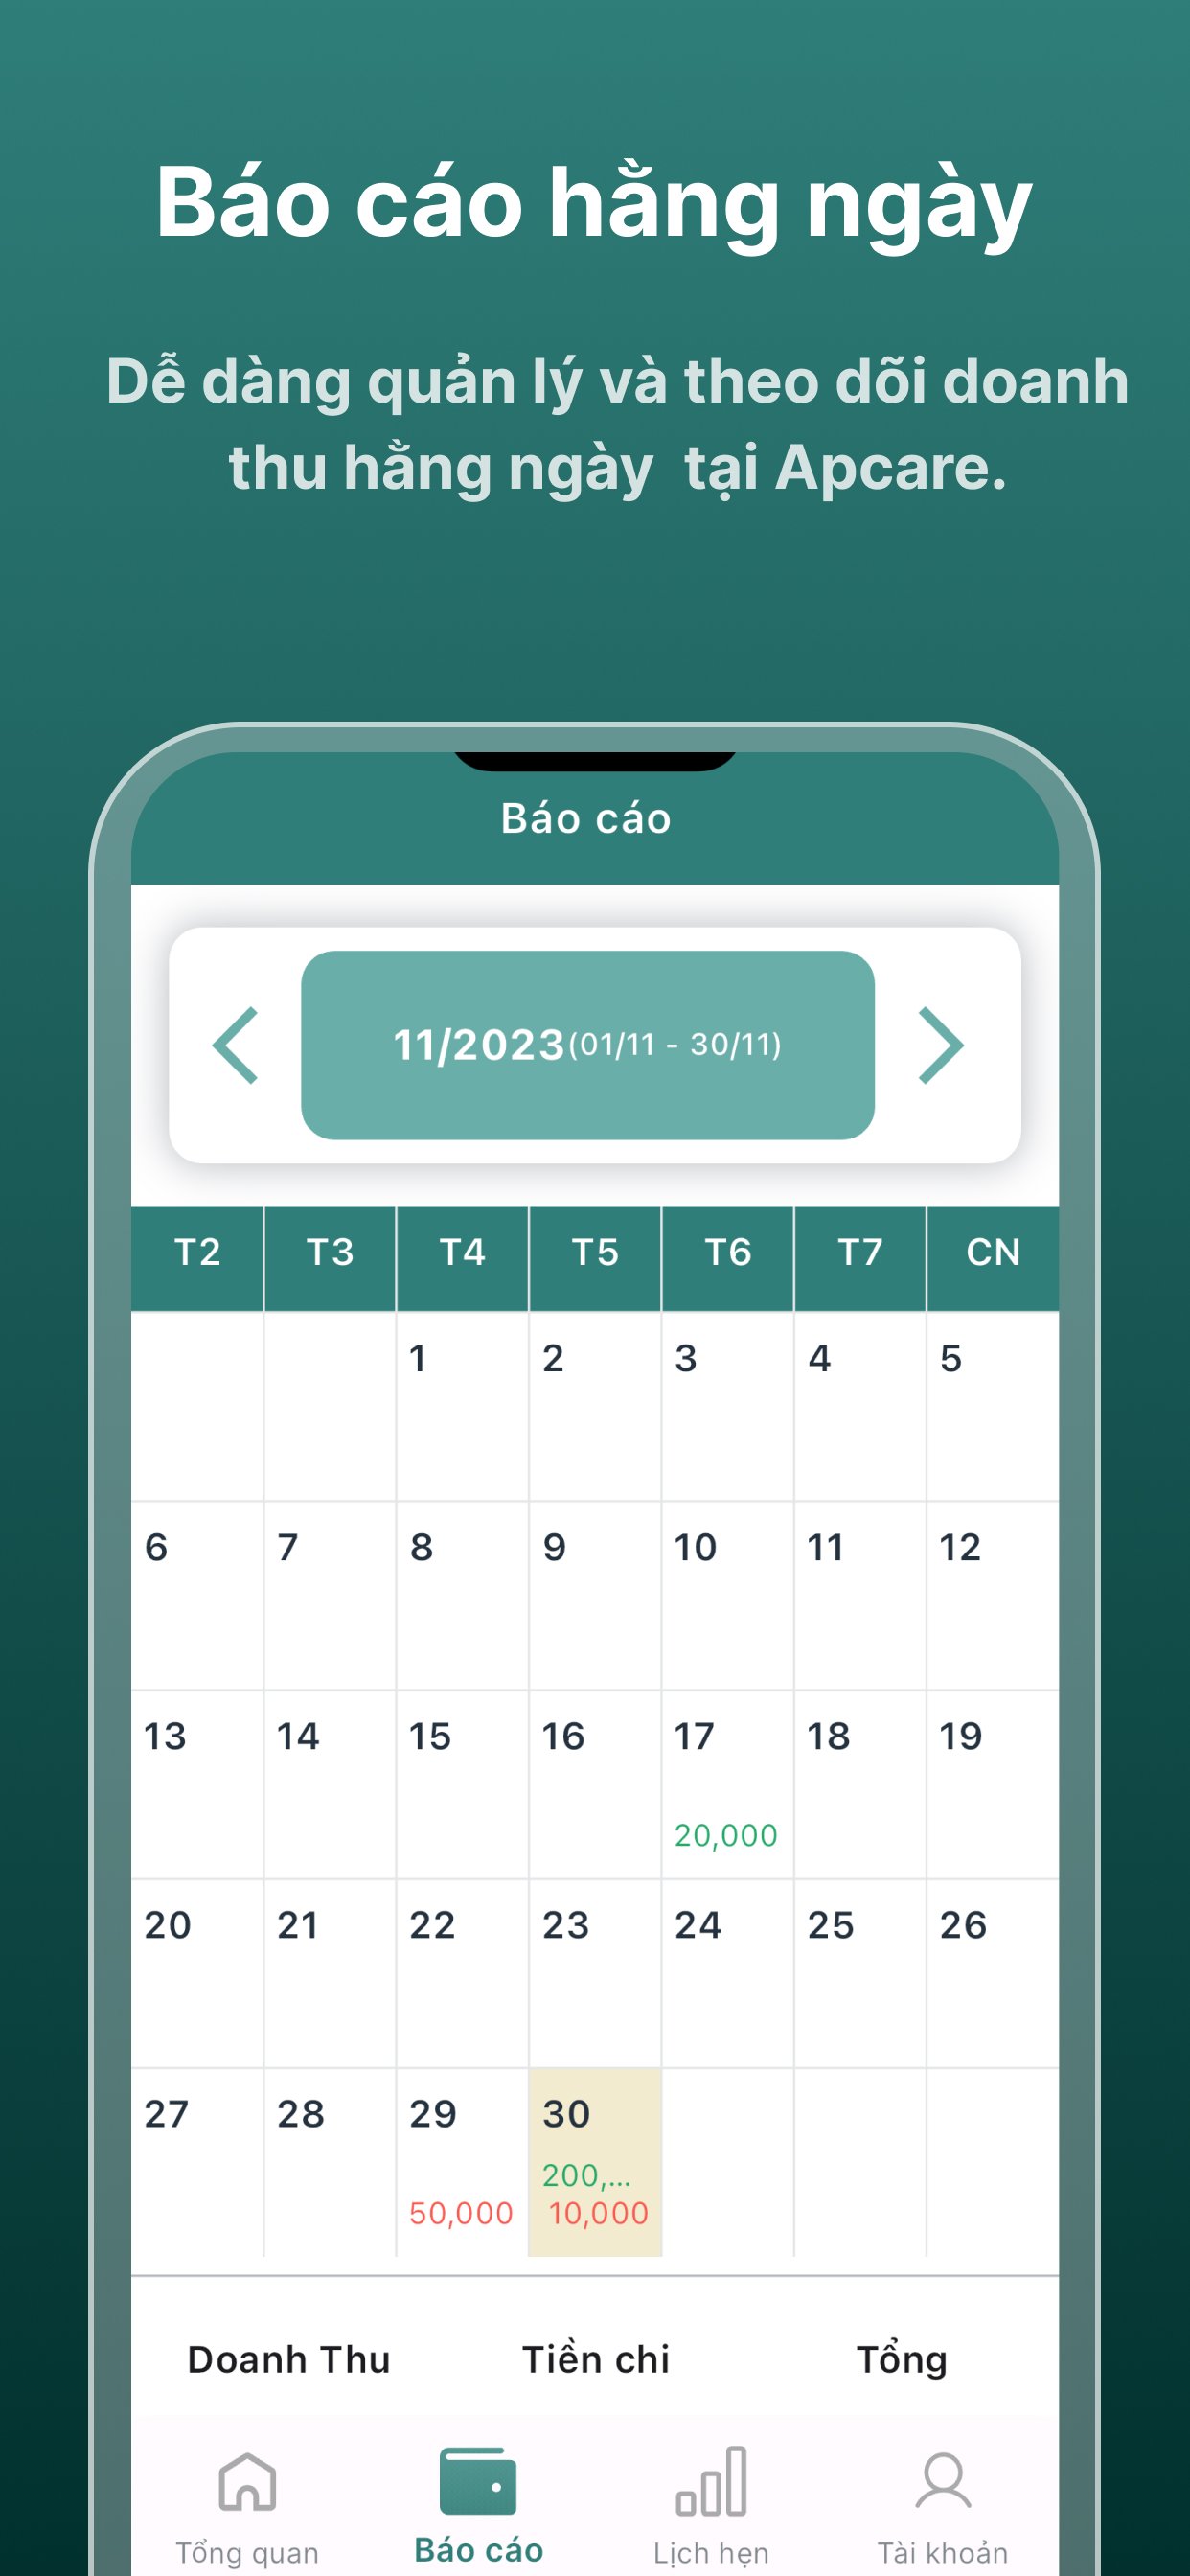 Báo cáo hằng ngày
Dễ dàng quản lý và theo dõi doanh
thu hằng ngày  tại Apcare.
Báo cáo
11/2023(01/11 - 30/11)
T2 T3 T4 T5 T6 T7 CN
1 2 3 4 5
6 7 8 9 10 11 12
13 14 15 16 17 18 19
20,000
20 21 22 23 24 25 26
27 28 29 30
200,...
50,000 10,000
Doanh Thu Tiền chi Tổng
Tổng quan Báo cáo Lịch hẹn Tài khoản